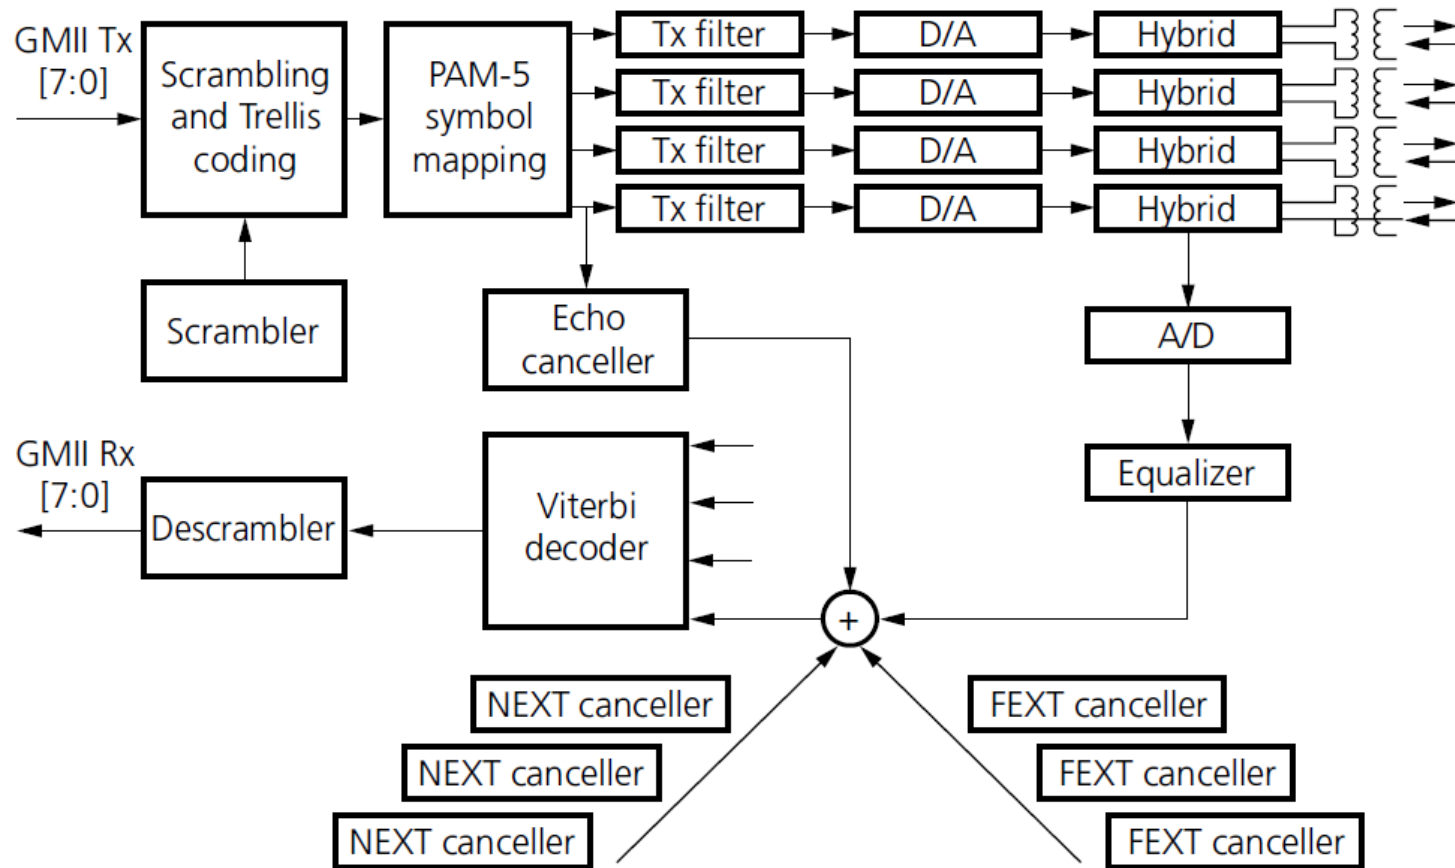 GMII Tx
[7:0]
Scrambling
and Trellis
coding
PAM-5
symbol
mapping
Tx filter
D/A
Hybrid
Tx filter
D/A
Hybrid
Tx filter
D/A
Hybrid
Tx filter
D/A
Hybrid
Scrambler
Echo
canceller
A/D
GMII Rx
[7:0]
Descrambler
Viterbi
decoder
Equalizer
+
NEXT canceller
FEXT canceller
NEXT canceller
FEXT canceller
NEXT canceller
FEXT canceller